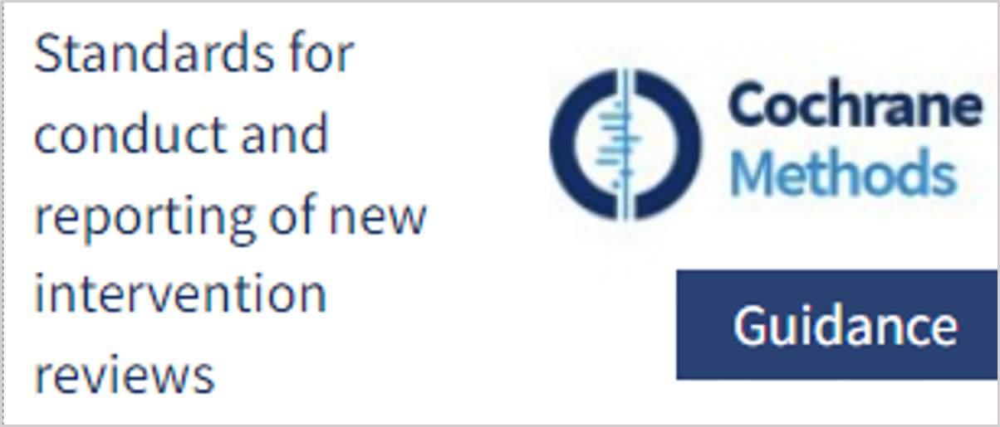 Standards for
conduct and
reporting of new
intervention
reviews
Cochrane
Methods
Guidance